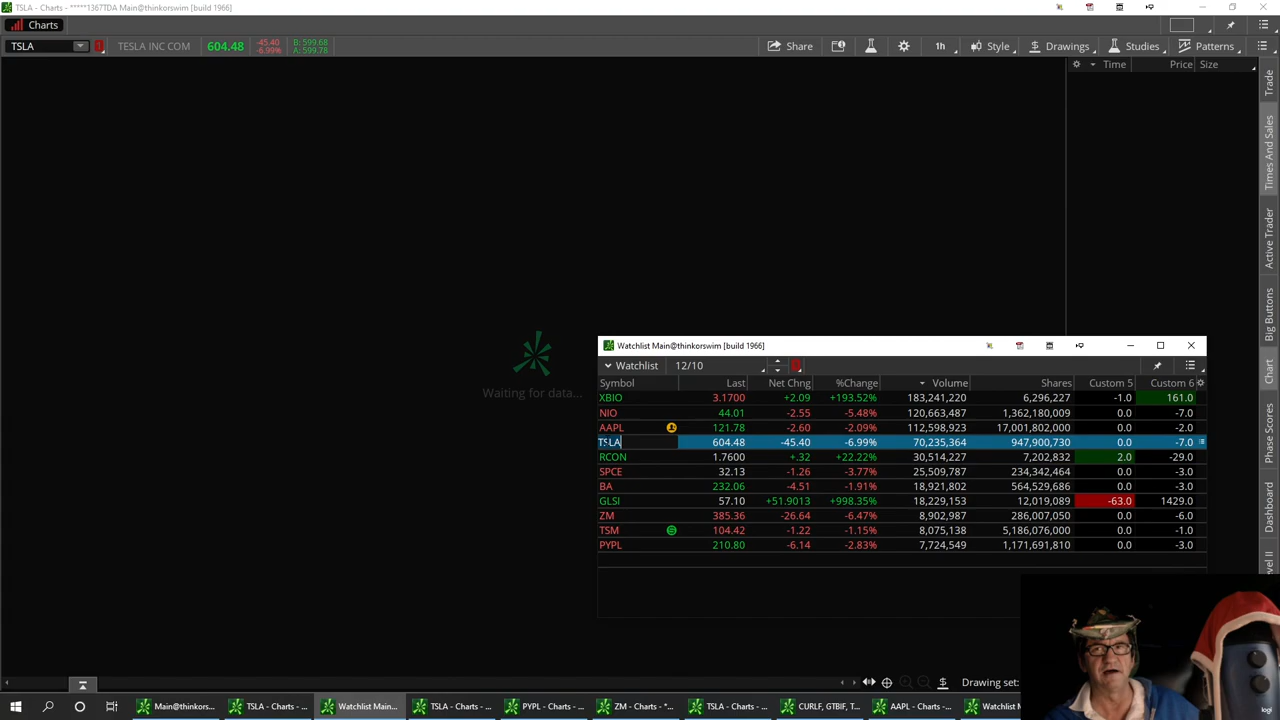 TSLA - Charts - *****1367TDA Main@thinkorswim [build 1966]
Charts
TSLA TESLA INC COM 604.48 -45.40 -6.99% B: 599.68 A: 599.78 Share 1h Style Drawings Studies Patterns
Time Price Size
Trade
Times And Sales
Active Trader
Big Buttons
Chart
Phase Scores
Dashboard
Level II
Waiting for data...
Watchlist Main@thinkorswim [build 1966]
Watchlist 12/10
Symbol Last Net Chng %Change Volume Shares Custom 5 Custom 6
XBIO 3.1700 +2.09 +193.52% 183,241,220 6,296,227 -1.0 161.0
NIO 44.01 -2.55 -5.48% 120,663,487 1,362,180,009 0.0 -7.0
AAPL 121.78 -2.60 -2.09% 112,598,923 17,001,802,000 0.0 -2.0
TSLA 604.48 -45.40 -6.99% 70,235,364 947,900,730 0.0 -7.0
RCON 1.7600 +.32 +22.22% 30,514,227 7,202,832 2.0 -29.0
SPCE 32.13 -1.26 -3.77% 25,509,787 234,342,464 0.0 -3.0
BA 232.06 -4.51 -1.91% 18,921,802 564,529,686 0.0 -3.0
GLSI 57.10 +51.9013 +998.35% 18,229,153 12,019,089 -63.0 1429.0
ZM 385.36 -26.64 -6.47% 8,902,987 286,007,050 0.0 -6.0
TSM 104.42 -1.22 -1.15% 8,075,138 5,186,076,000 0.0 -1.0
PYPL 210.80 -6.14 -2.83% 7,724,549 1,171,691,810 0.0 -3.0
Drawing set:
Main@thinkors... TSLA - Charts - ... Watchlist Main... TSLA - Charts - ... PYPL - Charts - ... ZM - Charts - *... TSLA - Charts - ... CURLF, GTBIF, T... AAPL - Charts - ... Watchlist M
logi